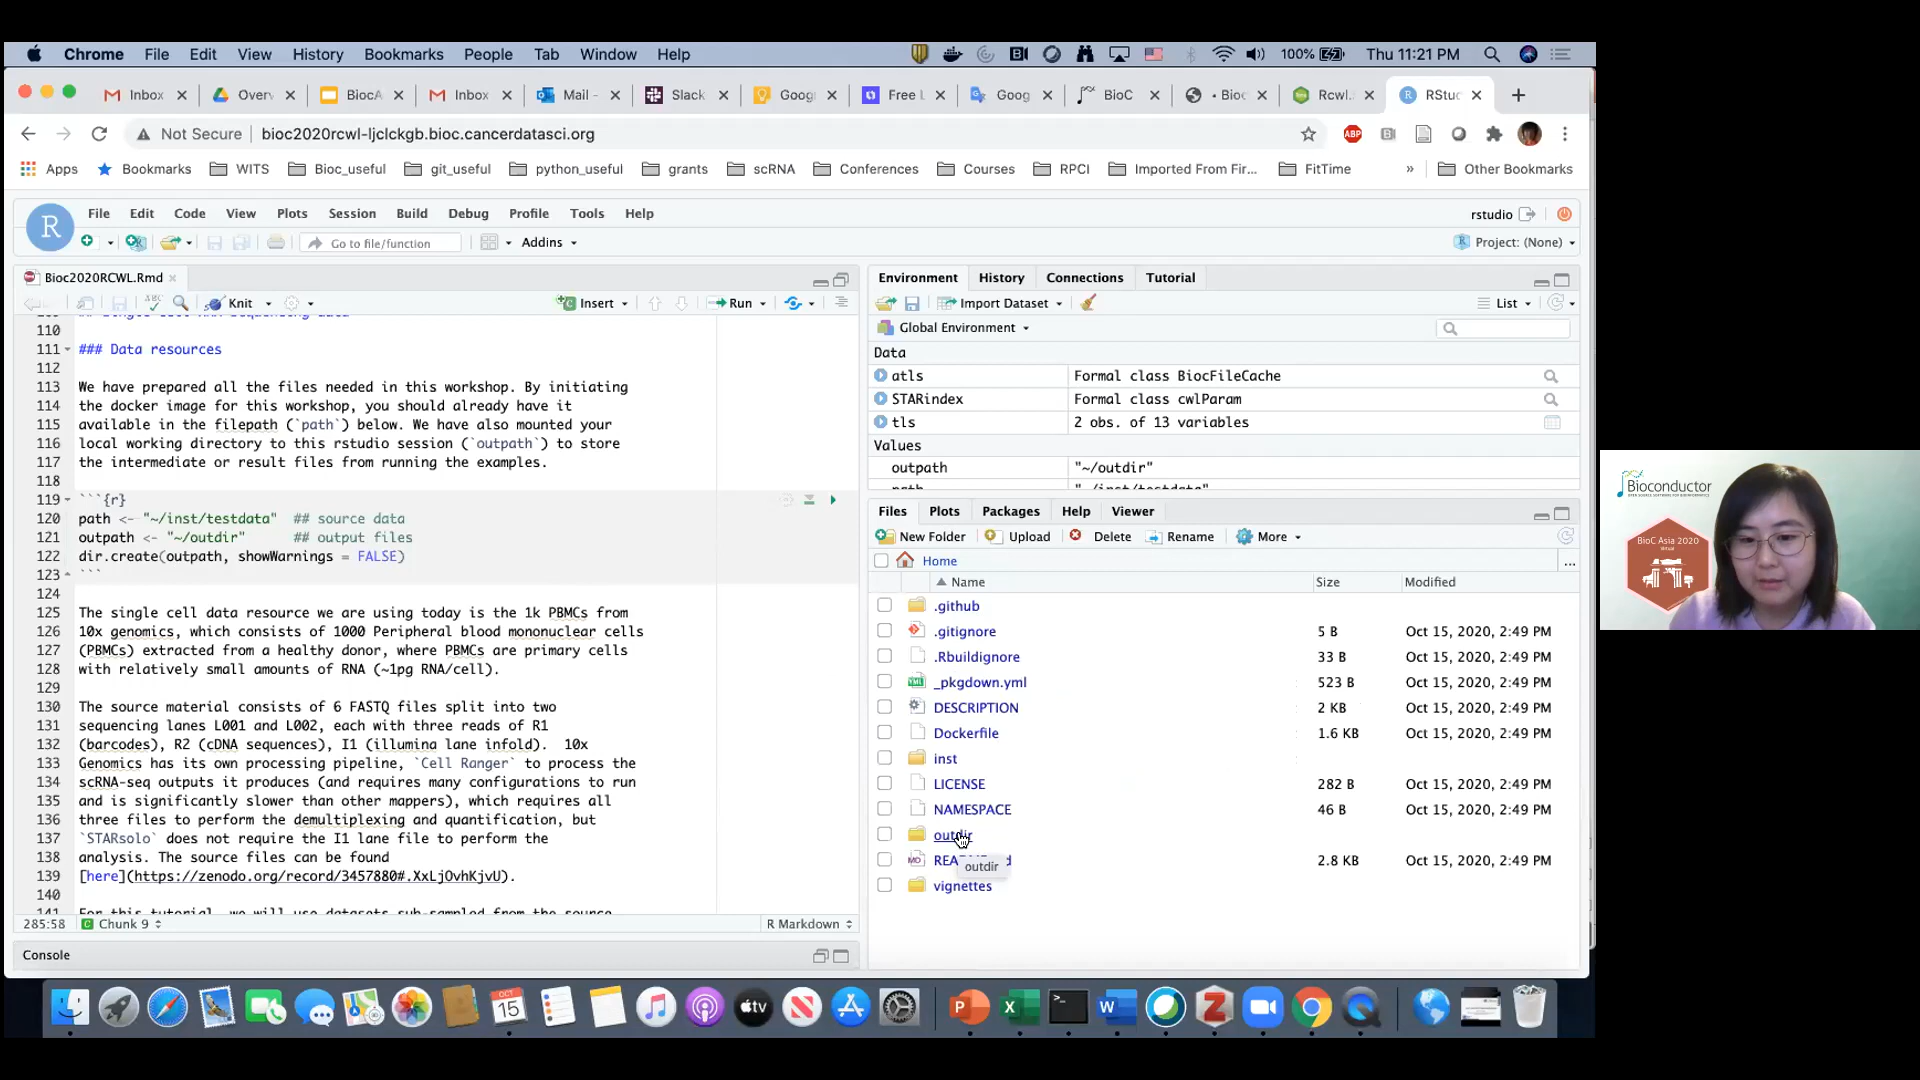 Chrome File Edit View History Bookmarks People Tab Window Help 100% Thu 11:21 PM
Inbox Overv BiocA Inbox Mail - Slack Goog Free L Goog BioC • Bioc Rcwl. RStuc
Not Secure bioc2020rcwl-ljclckgb.bioc.cancerdatasci.org ABP
Apps Bookmarks WITS Bioc_useful git_useful python_useful grants scRNA Conferences Courses RPCI Imported From Fir... FitTime » Other Bookmarks
R File Edit Code View Plots Session Build Debug Profile Tools Help rstudio
Go to file/function Addins Project: (None)
Bioc2020RCWL.Rmd
Knit Insert Run
110
111 ### Data resources
112
113 We have prepared all the files needed in this workshop. By initiating
114 the docker image for this workshop, you should already have it
115 available in the filepath (`path`) below. We have also mounted your
116 local working directory to this rstudio session (`outpath`) to store
117 the intermediate or result files from running the examples.
118
119 ```{r}
120 path <- "~/inst/testdata" ## source data
121 outpath <- "~/outdir" ## output files
122 dir.create(outpath, showWarnings = FALSE)
123 ```
124
125 The single cell data resource we are using today is the 1k PBMCs from
126 10x genomics, which consists of 1000 Peripheral blood mononuclear cells
127 (PBMCs) extracted from a healthy donor, where PBMCs are primary cells
128 with relatively small amounts of RNA (~1pg RNA/cell).
129
130 The source material consists of 6 FASTQ files split into two
131 sequencing lanes L001 and L002, each with three reads of R1
132 (barcodes), R2 (cDNA sequences), I1 (illumina lane infold). 10x
133 Genomics has its own processing pipeline, `Cell Ranger` to process the
134 scRNA-seq outputs it produces (and requires many configurations to run
135 and is significantly slower than other mappers), which requires all
136 three files to perform the demultiplexing and quantification, but
137 `STARsolo` does not require the I1 lane file to perform the
138 analysis. The source files can be found
139 [here](https://zenodo.org/record/3457880#.XxLjOvhKjvU).
140
141 For this tutorial, we will use datasets sub-sampled from the source
285:58 Chunk 9 R Markdown
Console
Environment History Connections Tutorial
Import Dataset List
Global Environment
Data
atls Formal class BiocFileCache
STARindex Formal class cwlParam
tls 2 obs. of 13 variables
Values
outpath "~/outdir"
path "~/inst/testdata"
Files Plots Packages Help Viewer
New Folder Upload Delete Rename More
Home ...
Name Size Modified
.github
.gitignore 5 B Oct 15, 2020, 2:49 PM
.Rbuildignore 33 B Oct 15, 2020, 2:49 PM
_pkgdown.yml 523 B Oct 15, 2020, 2:49 PM
DESCRIPTION 2 KB Oct 15, 2020, 2:49 PM
Dockerfile 1.6 KB Oct 15, 2020, 2:49 PM
inst
LICENSE 282 B Oct 15, 2020, 2:49 PM
NAMESPACE 46 B Oct 15, 2020, 2:49 PM
outdir
2.8 KB Oct 15, 2020, 2:49 PM
outdir
vignettes
Bioconductor
BioC Asia 2020
OCT
15
tv